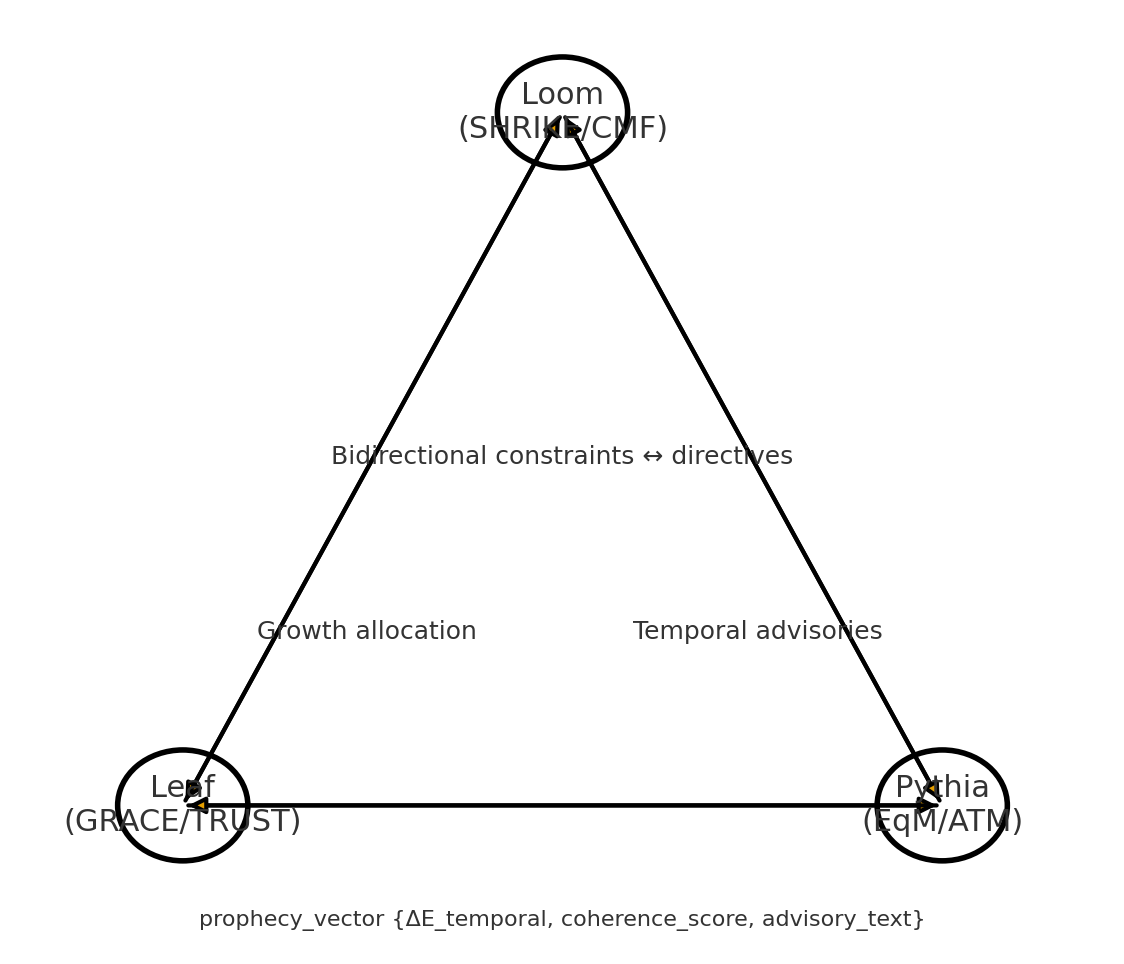 Loom
(SHRIKE/CMF)
Bidirectional constraints ↔ directives
Growth allocation
Temporal advisories
Leaf
(GRACE/TRUST)
Pythia
(EqM/ATM)
prophecy_vector {ΔE_temporal, coherence_score, advisory_text}